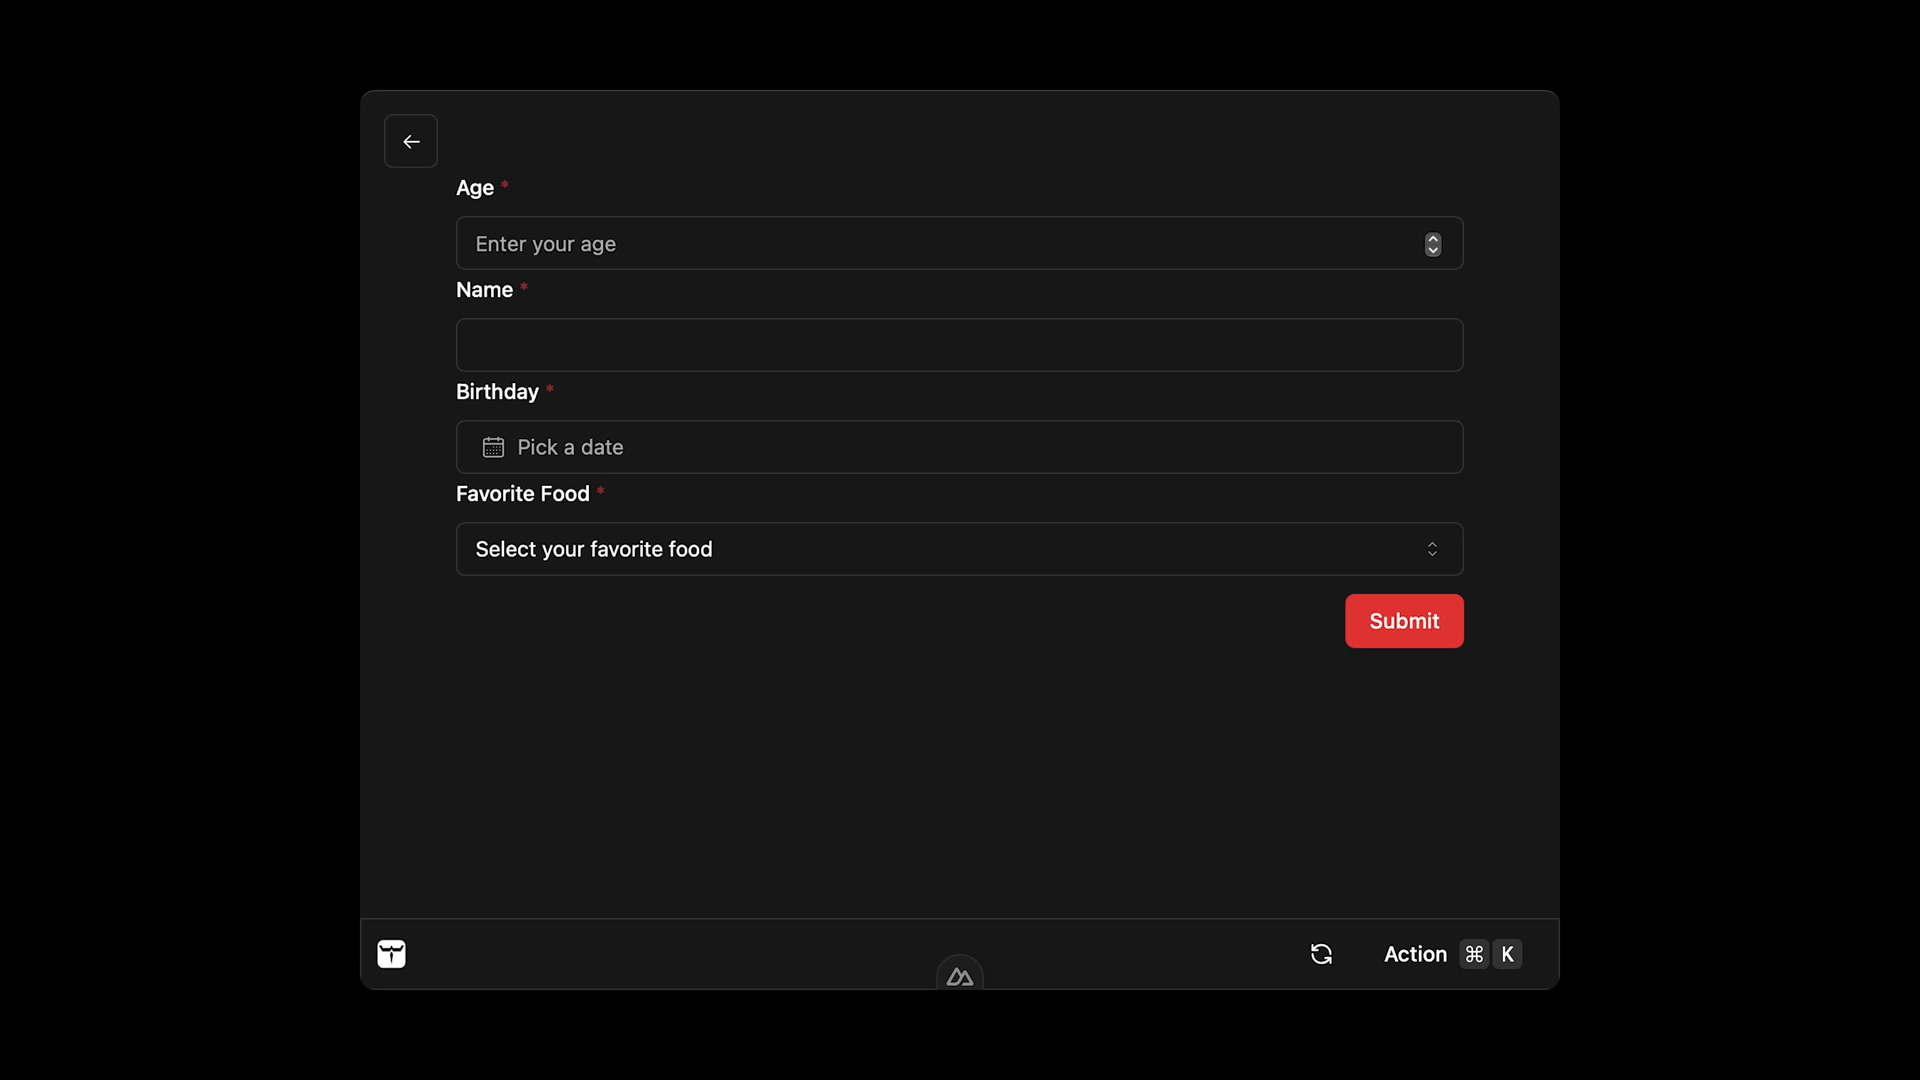 Age *
Enter your age
Name *
Birthday *
Pick a date
Favorite Food *
Select your favorite food
Submit
Action ⌘ K